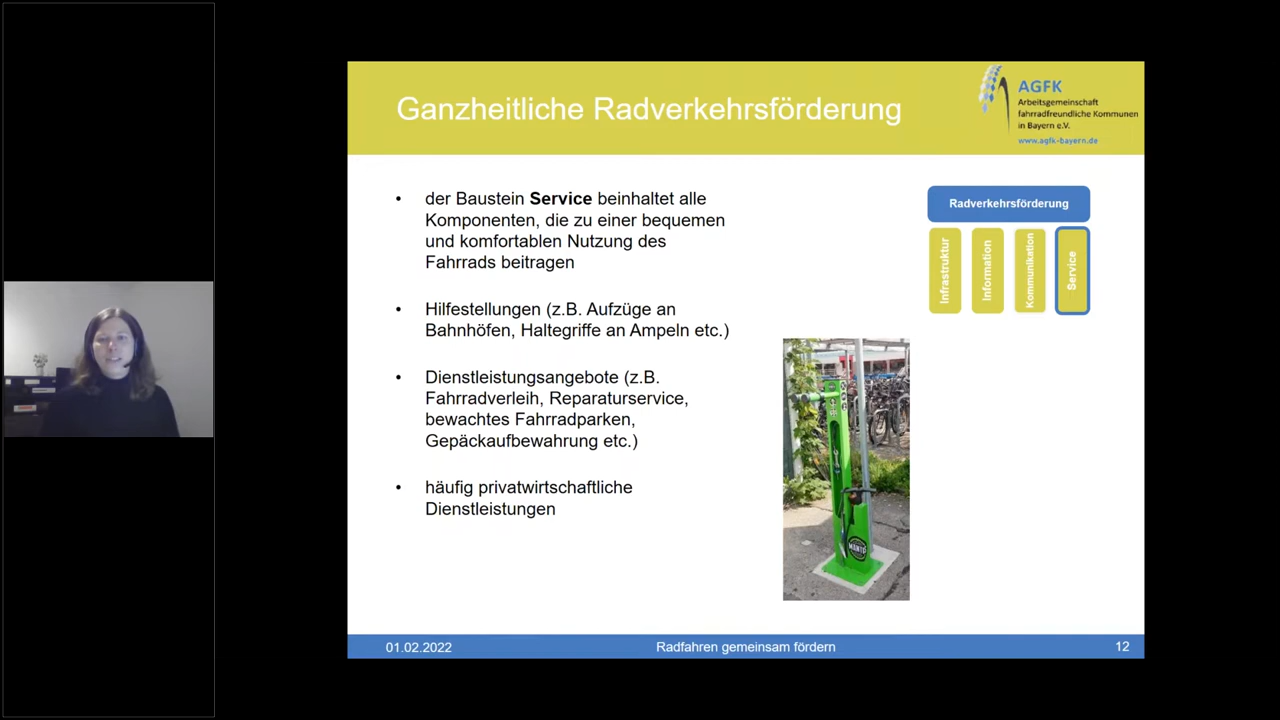 Ganzheitliche Radverkehrsförderung
AGFK
Arbeitsgemeinschaft
fahrradfreundliche Kommunen
in Bayern e.V.
www.agfk-bayern.de
• der Baustein Service beinhaltet alle
Komponenten, die zu einer bequemen
und komfortablen Nutzung des
Fahrrads beitragen
• Hilfestellungen (z.B. Aufzüge an
Bahnhöfen, Haltegriffe an Ampeln etc.)
• Dienstleistungsangebote (z.B.
Fahrradverleih, Reparaturservice,
bewachtes Fahrradparken,
Gepäckaufbewahrung etc.)
• häufig privatwirtschaftliche
Dienstleistungen
Radverkehrsförderung
Infrastruktur
Information
Kommunikation
Service
01.02.2022
Radfahren gemeinsam fördern
12